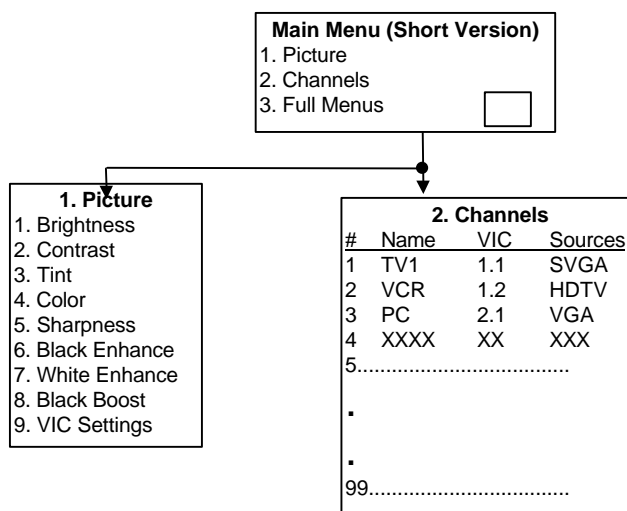 Main Menu (Short Version)
1. Picture
2. Channels
3. Full Menus
1. Picture
1. Brightness
2. Contrast
3. Tint
4. Color
5. Sharpness
6. Black Enhance
7. White Enhance
8. Black Boost
9. VIC Settings
2. Channels
# Name VIC Sources
1 TV1 1.1 SVGA
2 VCR 1.2 HDTV
3 PC 2.1 VGA
4 XXXX XX XXX
5....................................
.
.
99..................................